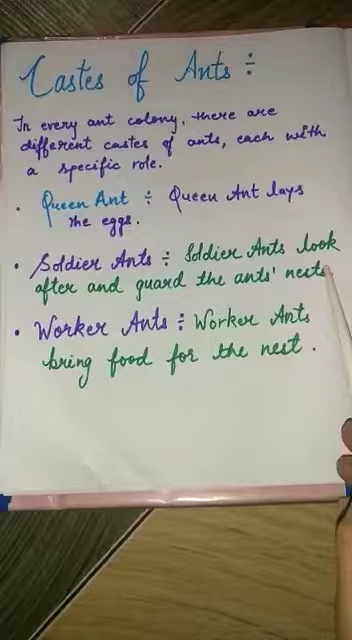 Castes of Ants ÷
In every ant colony, there are
different castes of ants, each with
a specific role.
• Queen Ant ÷ Queen Ant lays
the eggs.
• Soldier Ants ÷ Soldier Ants look
after and guard the ants' nests
• Worker Ants ÷ Worker Ants
bring food for the nest.